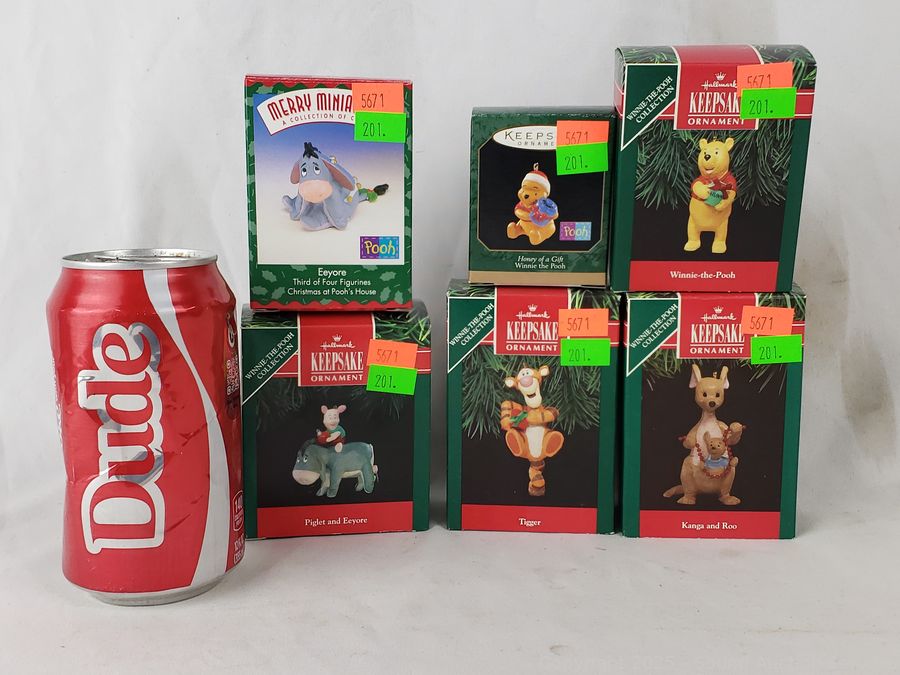 Dude
MERRY MINIA
A COLLECTION OF C
5671
201.
Pooh
Eeyore
Third of Four Figurines
Christmas at Pooh's House
KEEPS
ORNAME
5671
201.
Pooh
Honey of a Gift
Winnie the Pooh
WINNIE-THE-POOH
COLLECTION
Hallmark
KEEPSAK
ORNAMENT
5671
201.
Winnie-the-Pooh
WINNIE-THE-POOH
COLLECTION
Hallmark
KEEPSAKE
ORNAMENT
5671
201.
Piglet and Eeyore
WINNIE-THE-POOH
COLLECTION
Hallmark
KEEPSAKE
ORNAMENT
5671
201.
Tigger
WINNIE-THE-POOH
COLLECTION
Hallmark
KEEPSAKE
ORNAMENT
5671
201.
Kanga and Roo